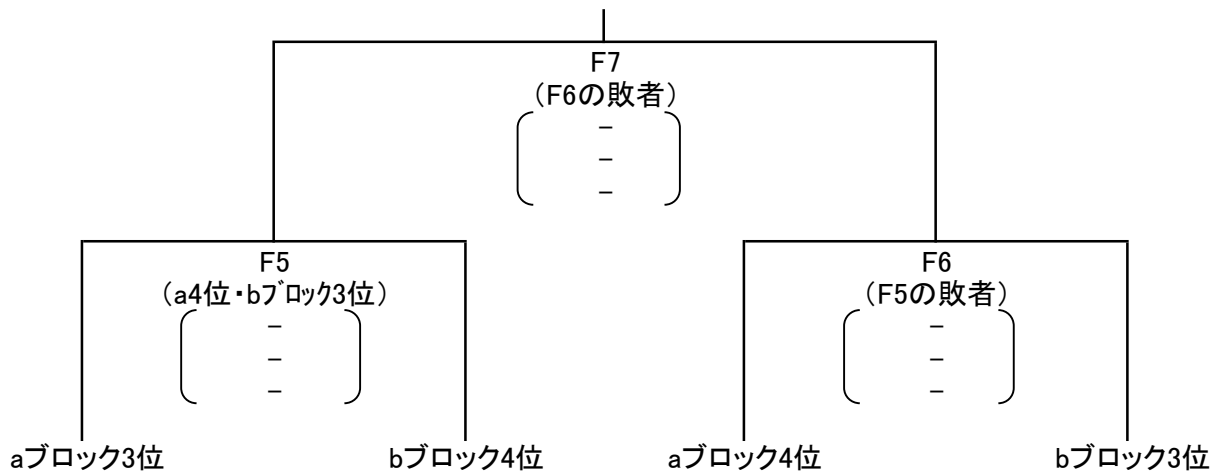 F7
（F6の敗者）
-
-
-
F5
（a4位・bﾌﾞﾛｯｸ3位）
-
-
-
F6
（F5の敗者）
-
-
-
aブロック3位
bブロック4位
aブロック4位
bブロック3位